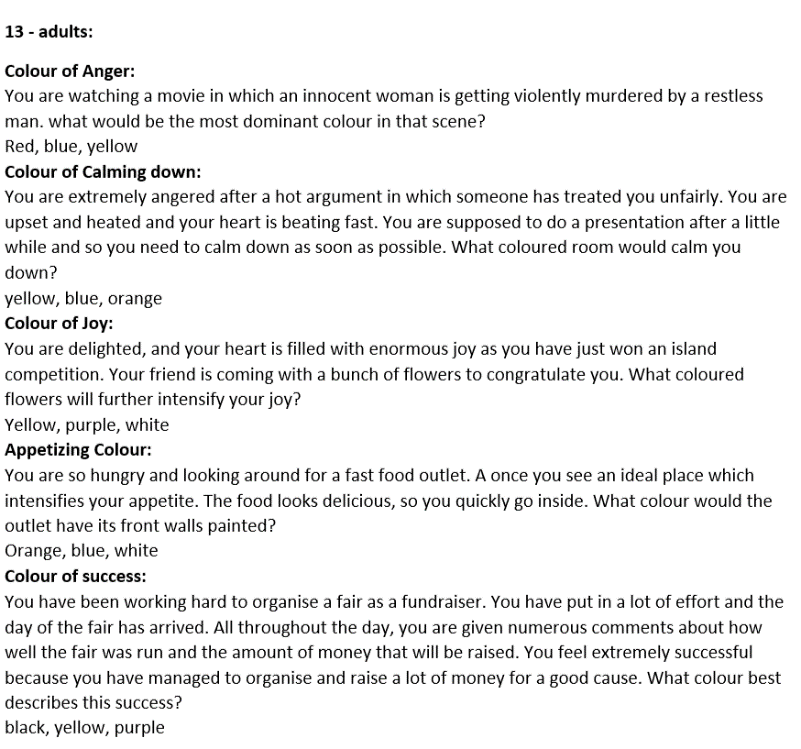 13 - adults:
Colour of Anger:
You are watching a movie in which an innocent woman is getting violently murdered by a restless
man. what would be the most dominant colour in that scene?
Red, blue, yellow
Colour of Calming down:
You are extremely angered after a hot argument in which someone has treated you unfairly. You are
upset and heated and your heart is beating fast. You are supposed to do a presentation after a little
while and so you need to calm down as soon as possible. What coloured room would calm you
down?
yellow, blue, orange
Colour of Joy:
You are delighted, and your heart is filled with enormous joy as you have just won an island
competition. Your friend is coming with a bunch of flowers to congratulate you. What coloured
flowers will further intensify your joy?
Yellow, purple, white
Appetizing Colour:
You are so hungry and looking around for a fast food outlet. A once you see an ideal place which
intensifies your appetite. The food looks delicious, so you quickly go inside. What colour would the
outlet have its front walls painted?
Orange, blue, white
Colour of success:
You have been working hard to organise a fair as a fundraiser. You have put in a lot of effort and the
day of the fair has arrived. All throughout the day, you are given numerous comments about how
well the fair was run and the amount of money that will be raised. You feel extremely successful
because you have managed to organise and raise a lot of money for a good cause. What colour best
describes this success?
black, yellow, purple